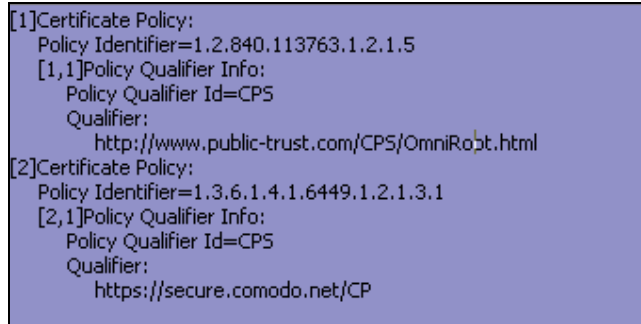 [1]Certificate Policy:
Policy Identifier=1.2.840.113763.1.2.1.5
[1,1]Policy Qualifier Info:
Policy Qualifier Id=CPS
Qualifier:
http://www.public-trust.com/CPS/OmniRoot.html
[2]Certificate Policy:
Policy Identifier=1.3.6.1.4.1.6449.1.2.1.3.1
[2,1]Policy Qualifier Info:
Policy Qualifier Id=CPS
Qualifier:
https://secure.comodo.net/CP